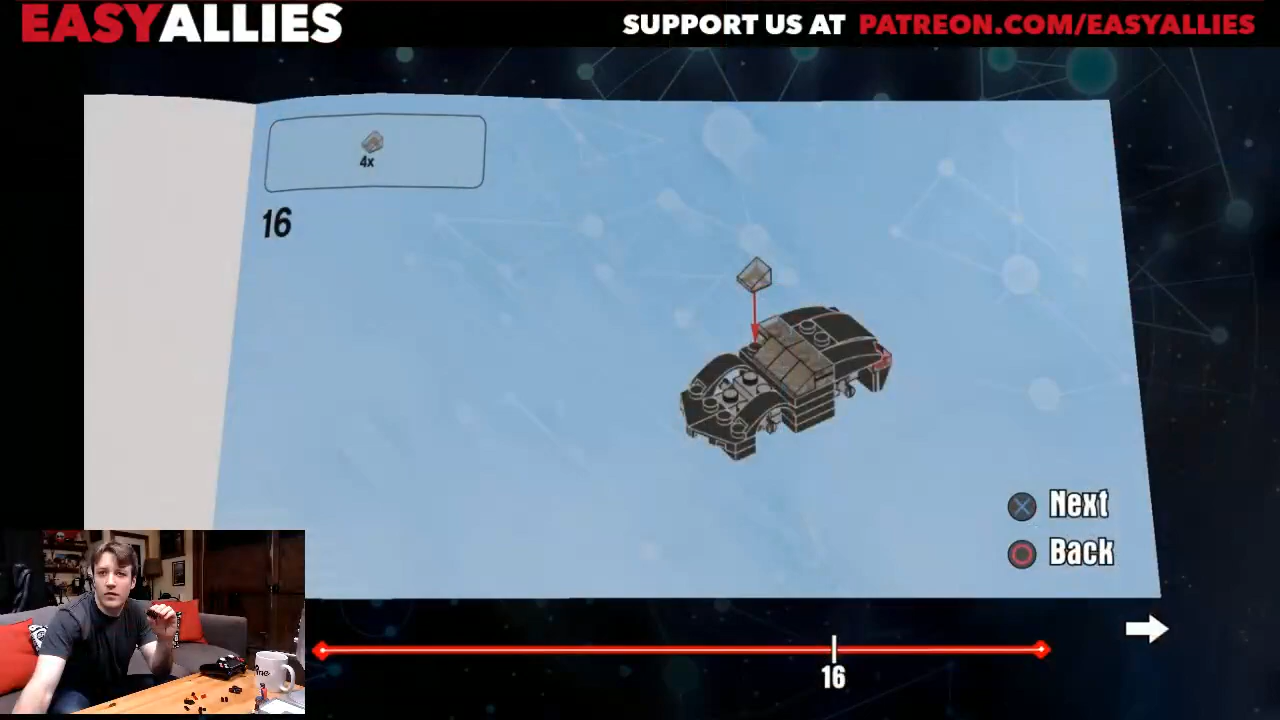 EASYALLIES
SUPPORT US AT PATREON.COM/EASYALLIES
4x
16
Next
Back
16